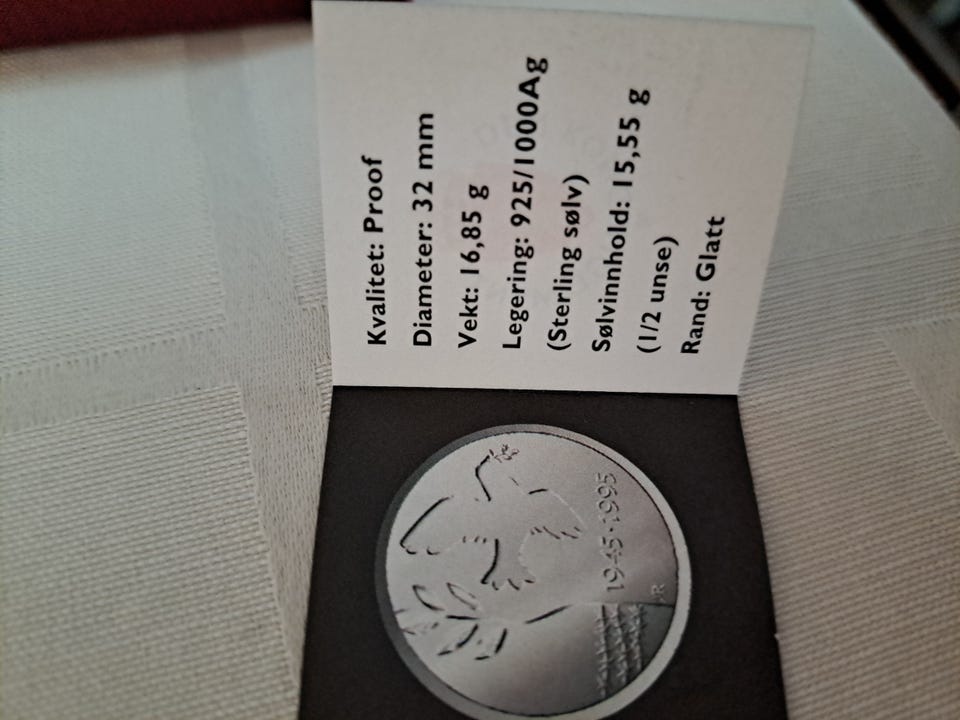 Kvalitet: Proof
Diameter: 32 mm
Vekt: 16,85 g
Legering: 925/1000Ag
(Sterling sølv)
Sølvinnhold: 15,55 g
(1/2 unse)
Rand: Glatt
1945·1995